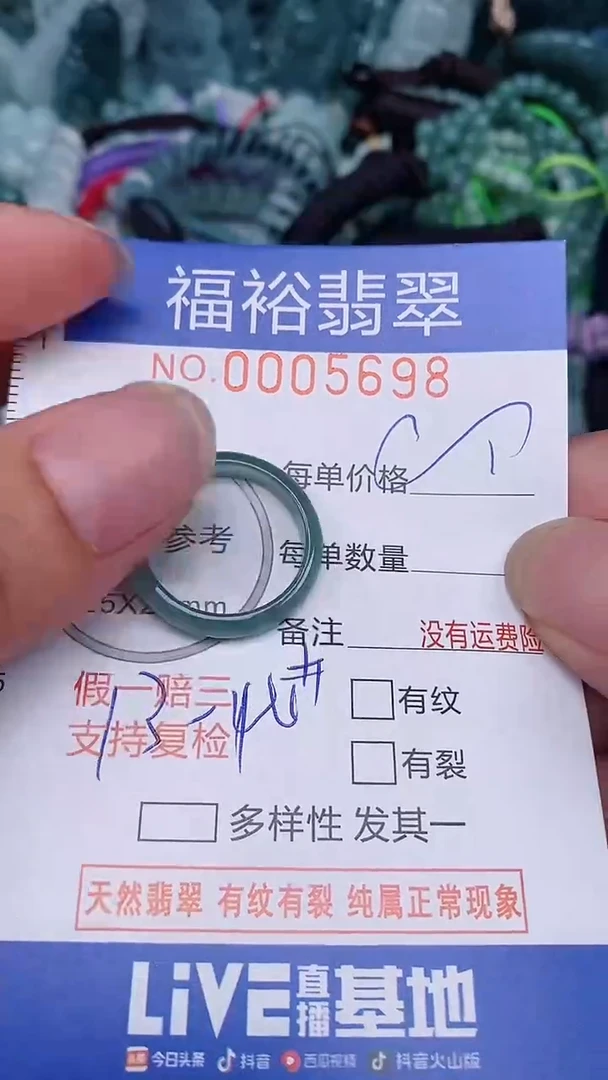 福裕翡翠
NO.0005698
每单价格
参考
每单数量
mm
备注 没有运费险
假一赔三
支持复检
有纹
有裂
多样性 发其一
天然翡翠 有纹有裂 纯属正常现象
LiVE直播基地
今日头条 抖音 西瓜视频 抖音火山版